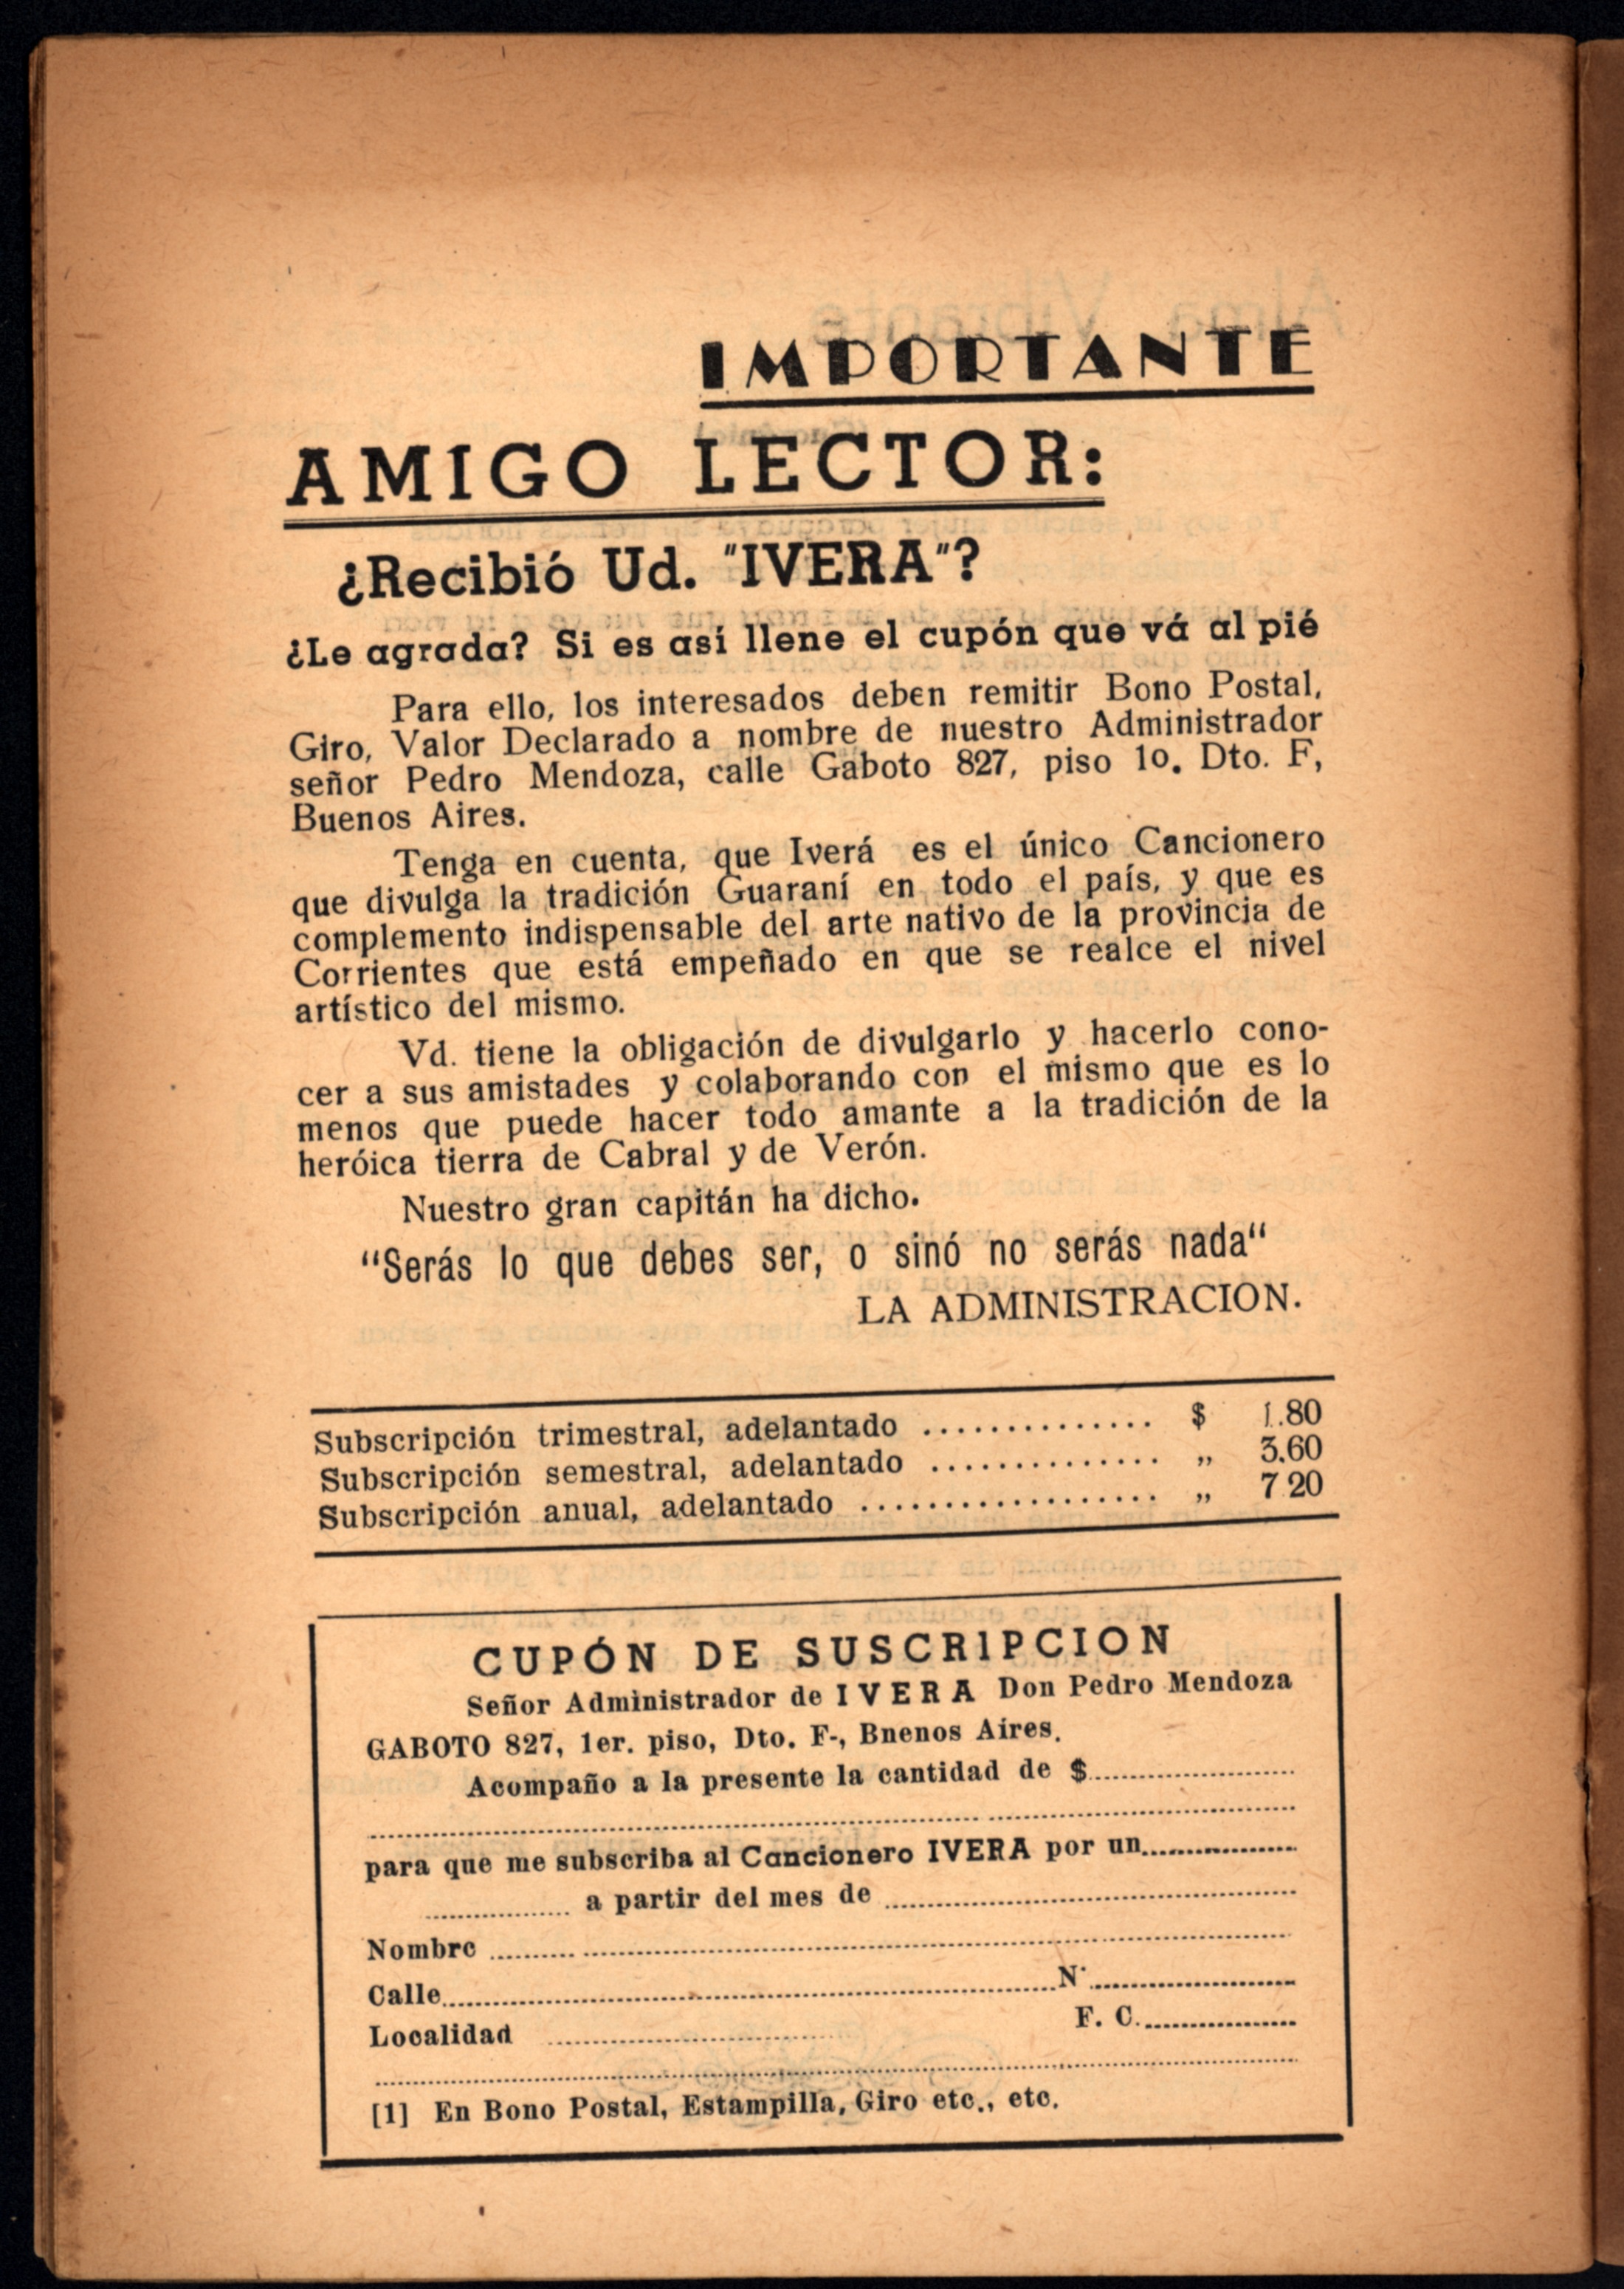 IMPORTANTE
AMIGO LECTOR:
¿Recibió Ud. "IVERA"?
¿Le agrada? Si es así llene el cupón que vá al pié
Para ello, los interesados deben remitir Bono Postal,
Giro, Valor Declarado a nombre de nuestro Administrador
señor Pedro Mendoza, calle Gaboto 827, piso 1o. Dto. F,
Buenos Aires.
Tenga en cuenta, que Iverá es el único Cancionero
que divulga la tradición Guaraní en todo el país, y que es
complemento indispensable del arte nativo de la provincia de
Corrientes que está empeñado en que se realce el nivel
artístico del mismo.
Vd. tiene la obligación de divulgarlo y hacerlo cono-
cer a sus amistades y colaborando con el mismo que es lo
menos que puede hacer todo amante a la tradición de la
heróica tierra de Cabral y de Verón.
Nuestro gran capitán ha dicho.
“Serás lo que debes ser, o sinó no serás nada“
LA ADMINISTRACION.
Subscripción trimestral, adelantado .............. $ 1.80
Subscripción semestral, adelantado .............. „ 3.60
Subscripción anual, adelantado .................. „ 7 20
CUPÓN DE SUSCRIPCION
Señor Administrador de IVERA Don Pedro Mendoza
GABOTO 827, 1er. piso, Dto. F-, Bnenos Aires.
Acompaño a la presente la cantidad de $..............................
para que me subscriba al Cancionero IVERA por un....................
.................... a partir del mes de ..............................
Nombre ..............................
Calle..............................N°....................
Localidad .............................. F. C.....................
[1] En Bono Postal, Estampilla, Giro etc., etc.